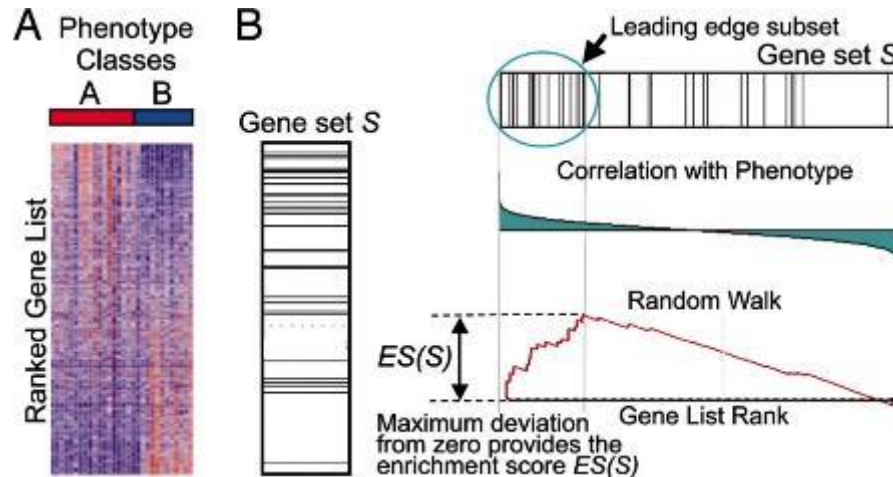 A
Phenotype
Classes
A B
Ranked Gene List
B
Gene set S
Leading edge subset
Gene set S
Correlation with Phenotype
Random Walk
ES(S)
Gene List Rank
Maximum deviation
from zero provides the
enrichment score ES(S)